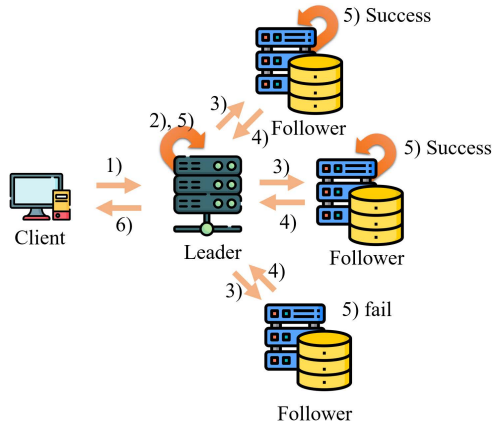 5) Success
3)
2), 5)
4)
Follower
5) Success
1)
3)
6)
4)
Client
Leader
Follower
4)
3)
5) fail
Follower